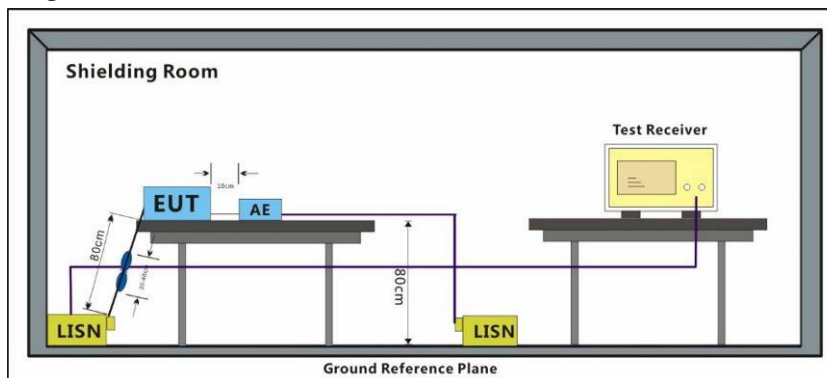 Shielding Room
Test Receiver
10cm
EUT
AE
80cm
80cm
LISN
LISN
Ground Reference Plane